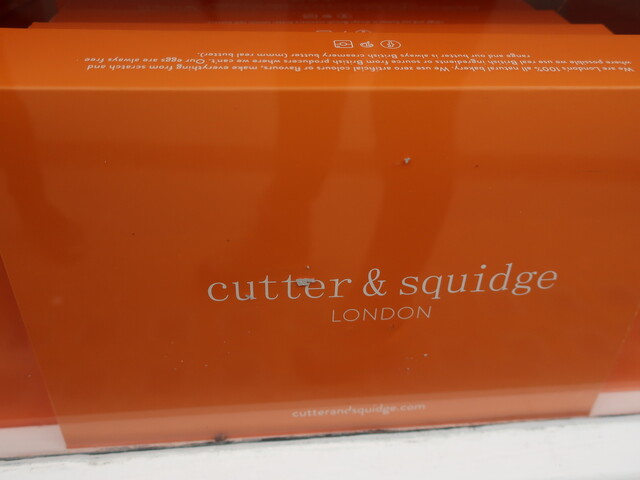 We are London's 100% all natural bakery. We use zero artificial colours or flavours, make everything from scratch and
where possible we use real British ingredients or source from British producers where we can't. Our eggs are always free
range and our butter is always British creamery butter (mmm real butter).
cutter & squidge
LONDON
cutterandsquidge.com